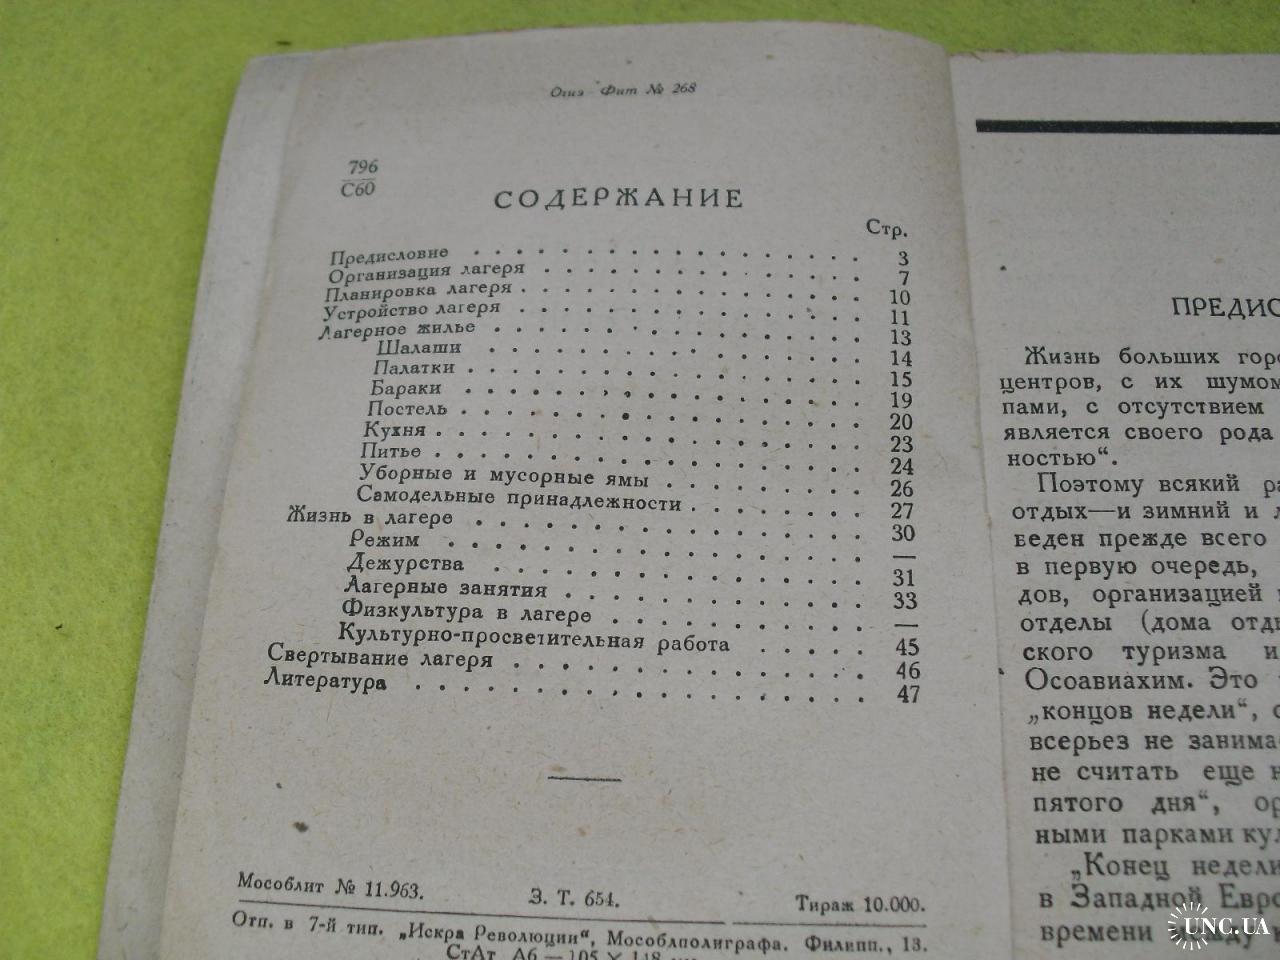 Огиз Фит № 268
796
С60
СОДЕРЖАНИЕ
Стр.
Предисловие . . . . . . . . . . . . . . . . 3
Организация лагеря . . . . . . . . . . . . . . 7
Планировка лагеря . . . . . . . . . . . . . . 10
Устройство лагеря . . . . . . . . . . . . . . 11
Лагерное жилье . . . . . . . . . . . . . . . 13
Шалаши . . . . . . . . . . . . . . . 14
Палатки . . . . . . . . . . . . . . . 15
Бараки . . . . . . . . . . . . . . . 19
Постель . . . . . . . . . . . . . . . 20
Кухня . . . . . . . . . . . . . . . . 23
Питье . . . . . . . . . . . . . . . . 24
Уборные и мусорные ямы . . . . . . . . 26
Самодельные принадлежности . . . . . . . 27
Жизнь в лагере . . . . . . . . . . . . . . . 30
Режим . . . . . . . . . . . . . . . —
Дежурства . . . . . . . . . . . . . . 31
Лагерные занятия . . . . . . . . . . . 33
Физкультура в лагере . . . . . . . . . . —
Культурно-просветительная работа . . . . . 45
Свертывание лагеря . . . . . . . . . . . . . 46
Литература . . . . . . . . . . . . . . . . 47
Мособлит № 11.963. З. Т. 654. Тираж 10.000.
Отп. в 7-й тип. „Искра Революции“, Мособлполиграфа. Филипп., 13.
СтАт А6 — 105 × 148
ПРЕДИС
Жизнь больших горо
центров, с их шумом
пами, с отсутствием
является своего рода
ностью“.
Поэтому всякий ра
отдых—и зимний и л
веден прежде всего
в первую очередь,
дов, организацией
отделы (дома отды
ского туризма и
Осоавиахим. Это
„концов недели“, с
всерьез не занима
не считать еще н
пятого дня“, ор
ными парками кул
„Конец недели
в Западной Евро
времени между
UNC.UA